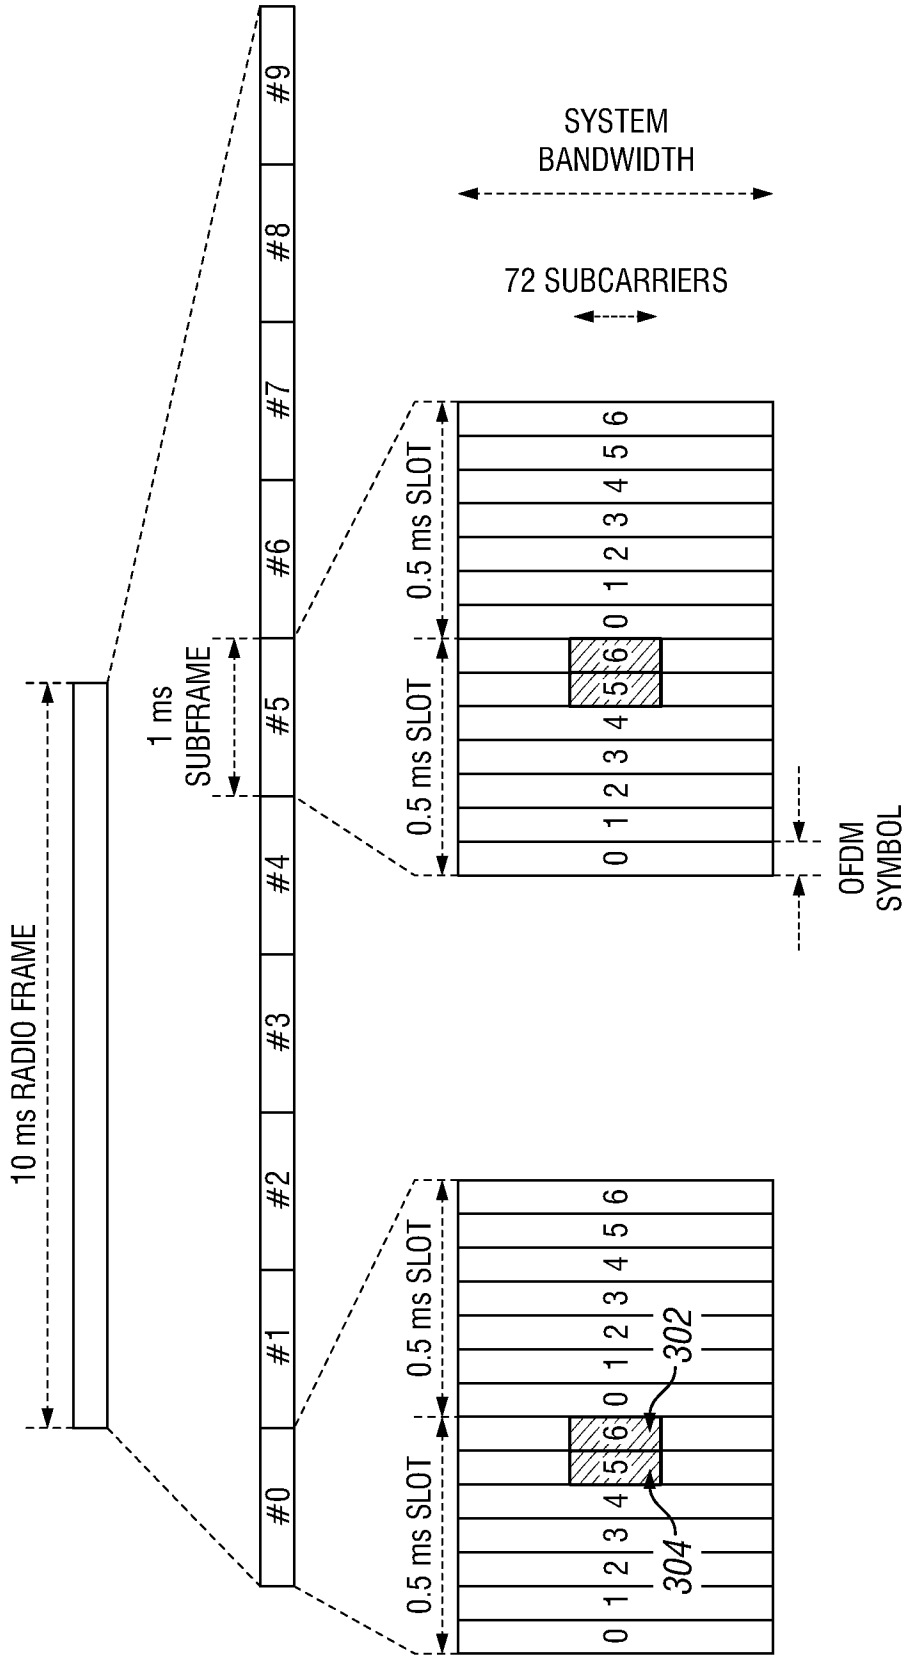 10 ms RADIO FRAME
1 ms
SUBFRAME
#0 #1 #2 #3 #4 #5 #6 #7 #8 #9
0.5 ms SLOT 0.5 ms SLOT 0.5 ms SLOT 0.5 ms SLOT
0 1 2 3 4 5 6 0 1 2 3 4 5 6
304 302
0 1 2 3 4 5 6 0 1 2 3 4 5 6
72 SUBCARRIERS
SYSTEM
BANDWIDTH
OFDM
SYMBOL